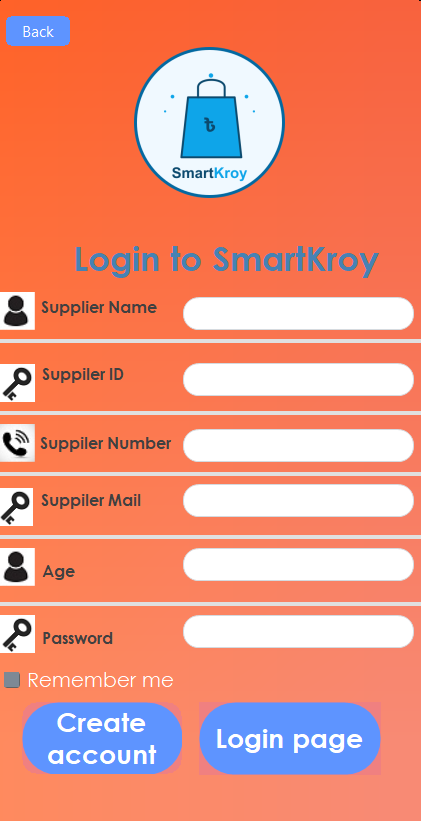 Back
t
SmartKroy
Login to SmartKroy
Supplier Name
Suppiler ID
Suppiler Number
Suppiler Mail
Age
Password
Remember me
Create
account
Login page